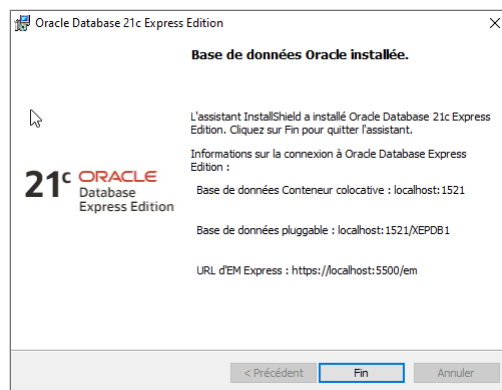 Oracle Database 21c Express Edition
Base de données Oracle installée.
L'assistant InstallShield a installé Oracle Database 21c Express
Edition. Cliquez sur Fin pour quitter l'assistant.
Informations sur la connexion à Oracle Database Express
Edition :
Base de données Conteneur colocative : localhost:1521
Base de données pluggable : localhost:1521/XEPDB1
URL d'EM Express : https://localhost:5500/em
21c ORACLE
Database
Express Edition
< Précédent
Fin
Annuler